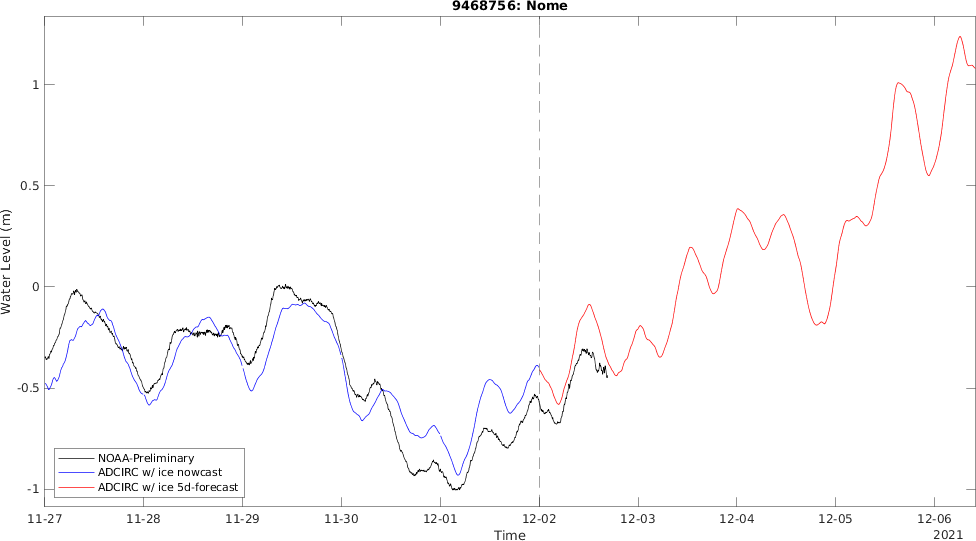 9468756: Nome
Water Level (m)
1
0.5
0
-0.5
-1
NOAA-Preliminary
ADCIRC w/ ice nowcast
ADCIRC w/ ice 5d-forecast
11-27 11-28 11-29 11-30 12-01 12-02 12-03 12-04 12-05 12-06
Time
2021